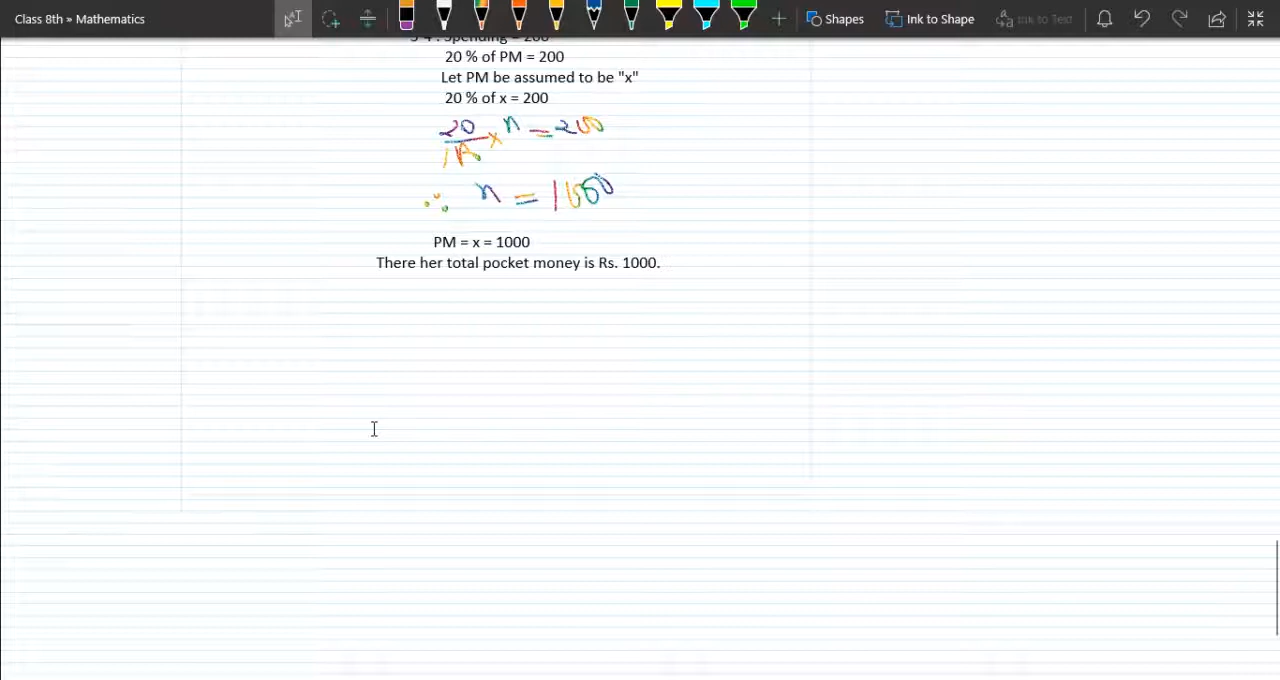 Class 8th » Mathematics
Shapes
Ink to Shape
Ink to Text
20 % of PM = 200
Let PM be assumed to be "x"
20 % of x = 200
20/100 × n = 200
∴ n = 1000
PM = x = 1000
There her total pocket money is Rs. 1000.